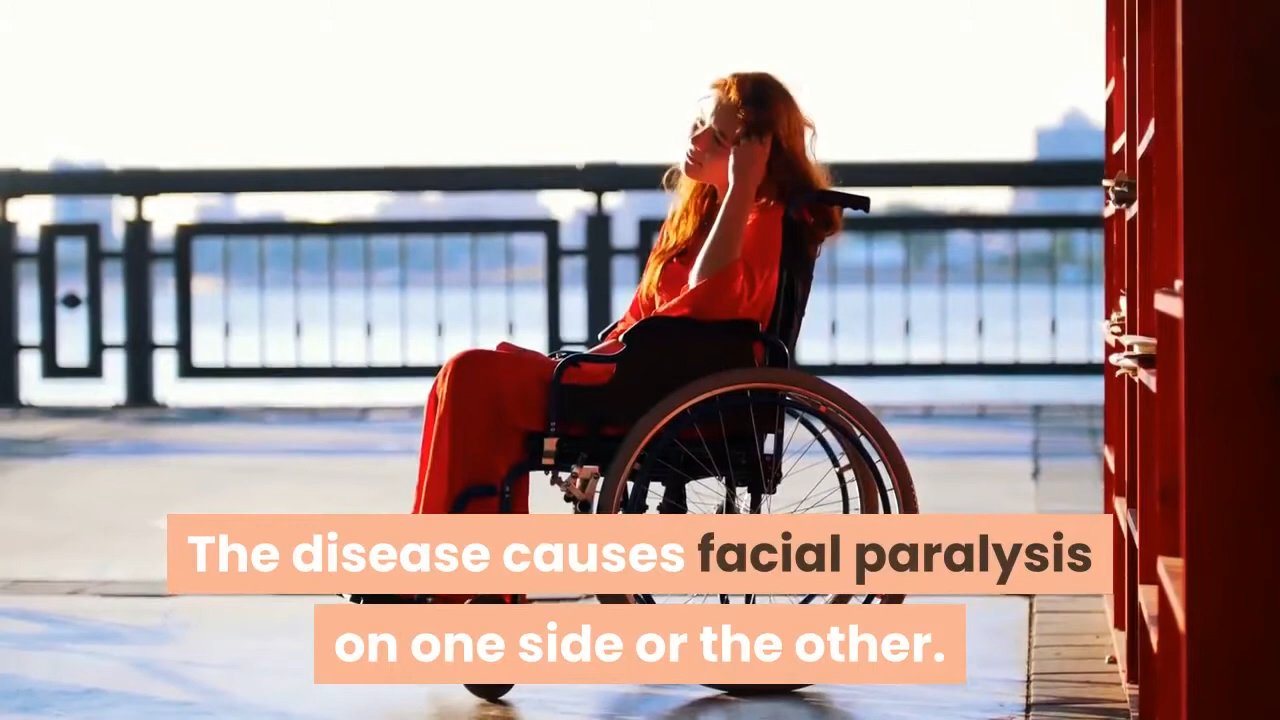 The disease causes facial paralysis
on one side or the other.